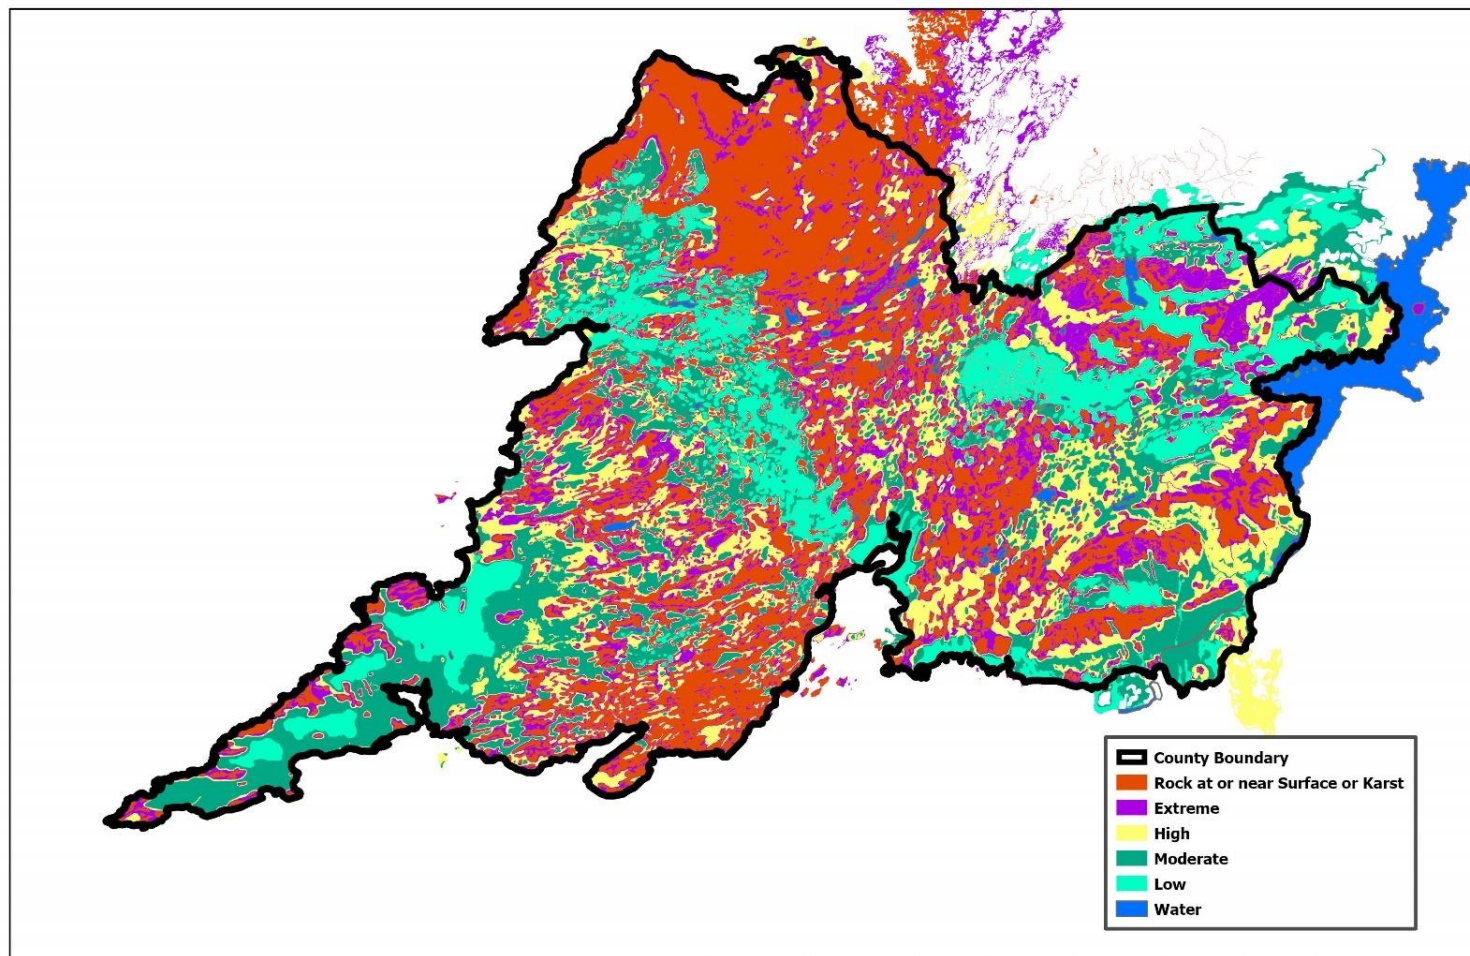 County Boundary
Rock at or near Surface or Karst
Extreme
High
Moderate
Low
Water